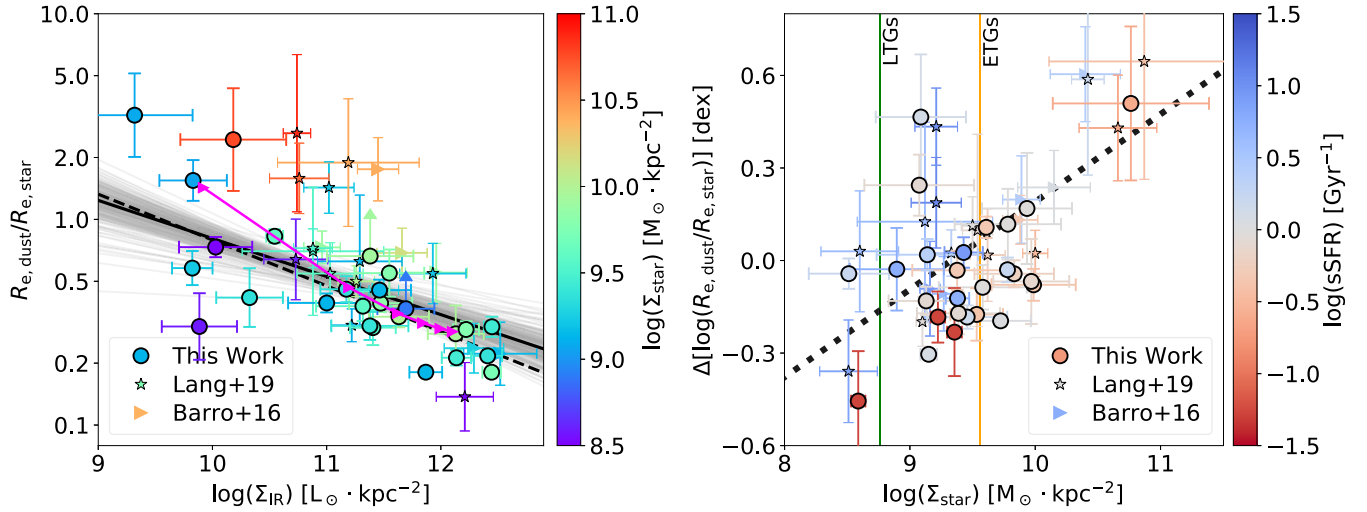 10.0
5.0
2.0
1.0
0.5
0.2
0.1
R_e, dust/R_e, star
This Work
Lang+19
Barro+16
9
10
11
12
log(Σ_IR) [L_⊙ · kpc^−2]
11.0
10.5
10.0
9.5
9.0
8.5
log(Σ_star) [M_⊙ · kpc^−2]
LTGs
ETGs
0.6
0.3
0.0
−0.3
−0.6
Δ[log(R_e, dust/R_e, star)] [dex]
This Work
Lang+19
Barro+16
8
9
10
11
log(Σ_star) [M_⊙ · kpc^−2]
1.5
1.0
0.5
0.0
−0.5
−1.0
−1.5
log(sSFR) [Gyr^−1]